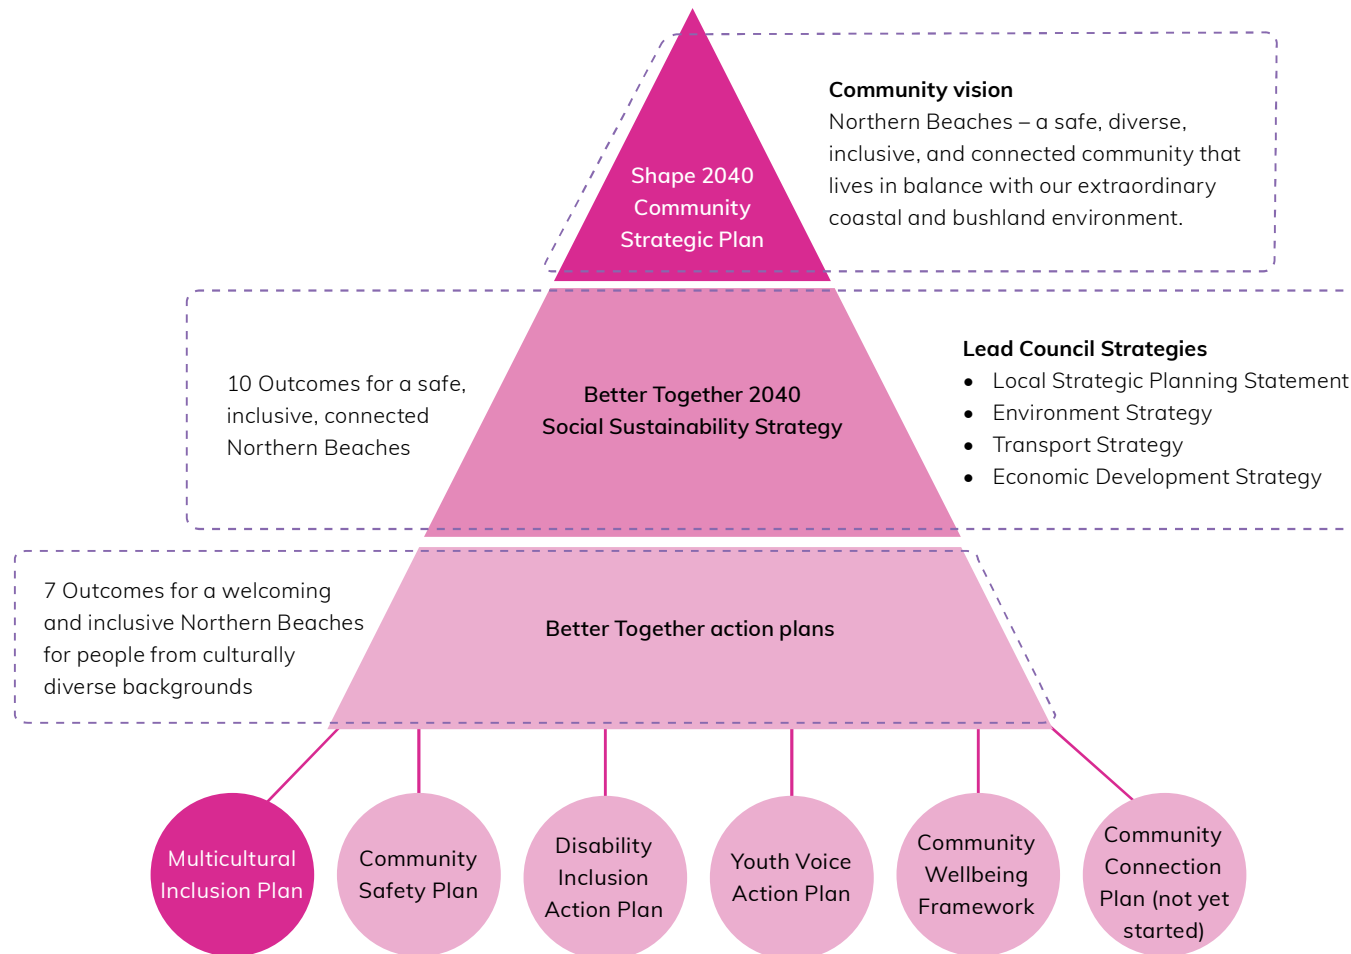 Community vision
Northern Beaches – a safe, diverse,
inclusive, and connected community that
lives in balance with our extraordinary
coastal and bushland environment.
Shape 2040
Community
Strategic Plan
10 Outcomes for a safe,
inclusive, connected
Northern Beaches
Better Together 2040
Social Sustainability Strategy
Lead Council Strategies
• Local Strategic Planning Statement
• Environment Strategy
• Transport Strategy
• Economic Development Strategy
7 Outcomes for a welcoming
and inclusive Northern Beaches
for people from culturally
diverse backgrounds
Better Together action plans
Multicultural
Inclusion Plan
Community
Safety Plan
Disability
Inclusion
Action Plan
Youth Voice
Action Plan
Community
Wellbeing
Framework
Community
Connection
Plan (not yet
started)